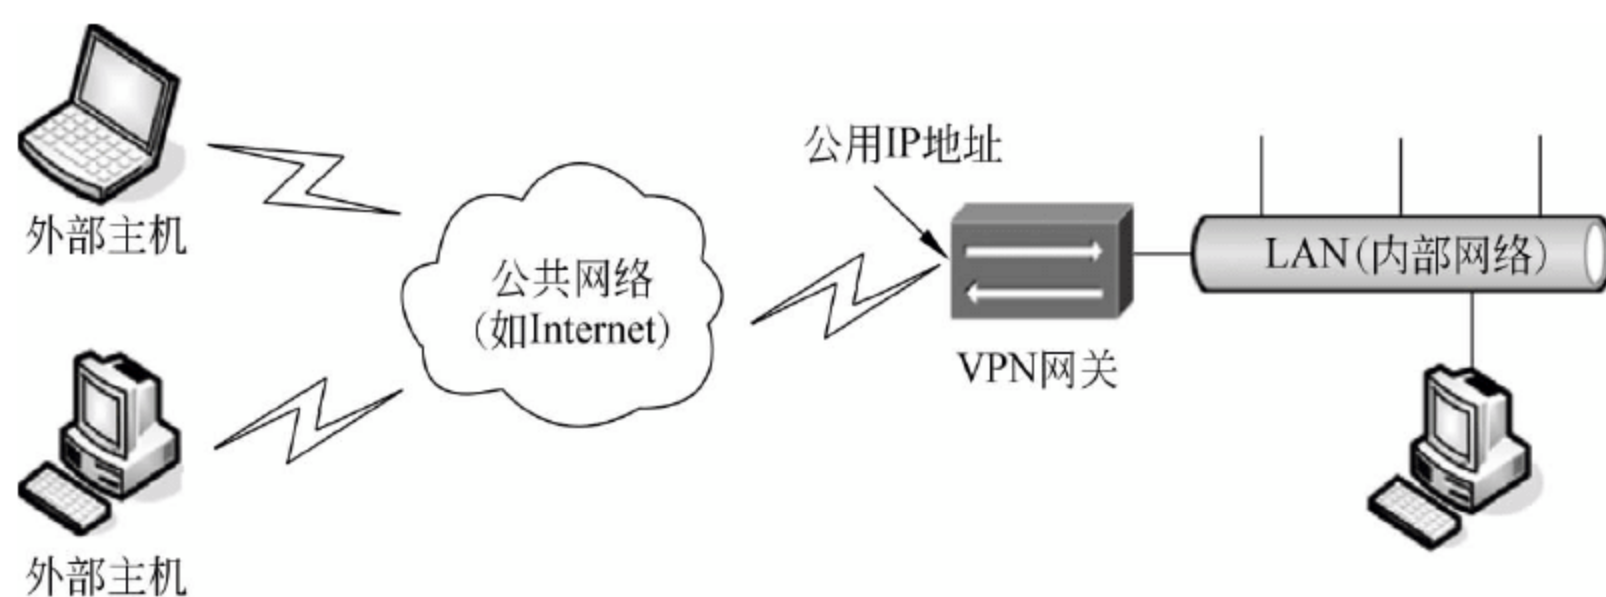 公用IP地址
外部主机
公共网络
(如Internet)
LAN(内部网络)
VPN网关
外部主机